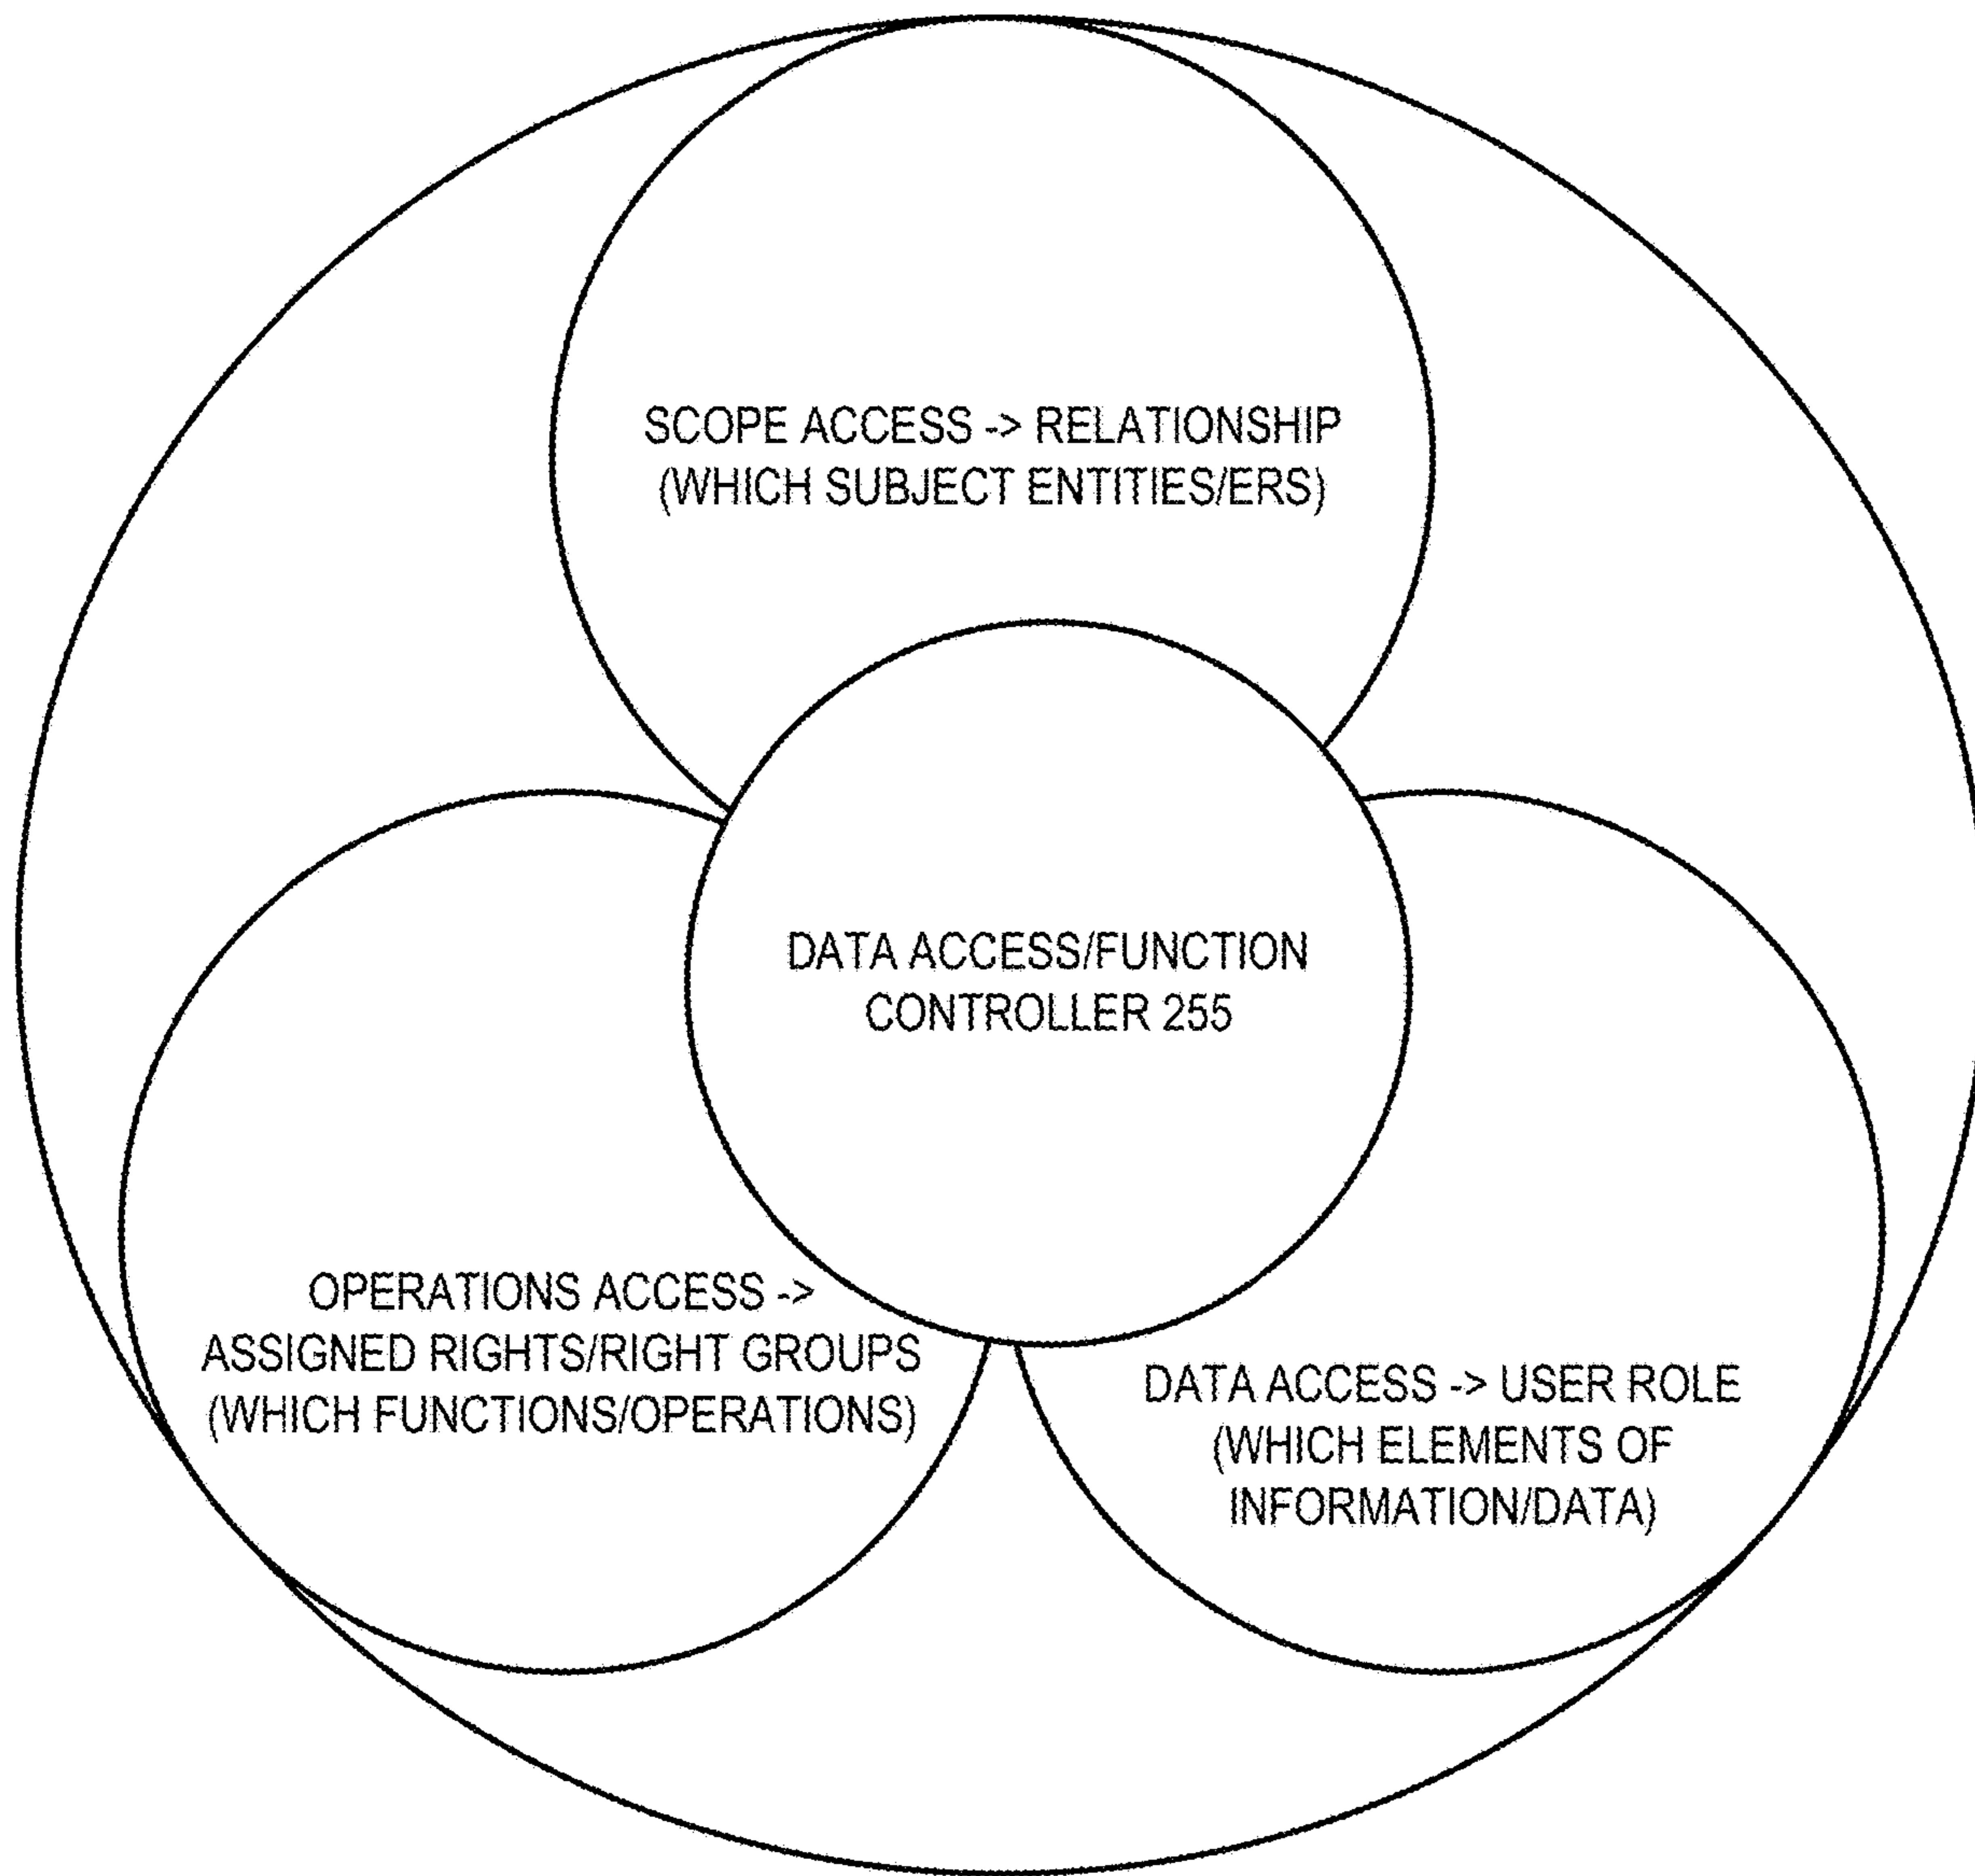 SCOPE ACCESS -> RELATIONSHIP
(WHICH SUBJECT ENTITIES/ERS)
DATA ACCESS/FUNCTION
CONTROLLER 255
OPERATIONS ACCESS ->
ASSIGNED RIGHTS/RIGHT GROUPS
(WHICH FUNCTIONS/OPERATIONS)
DATA ACCESS -> USER ROLE
(WHICH ELEMENTS OF
INFORMATION/DATA)